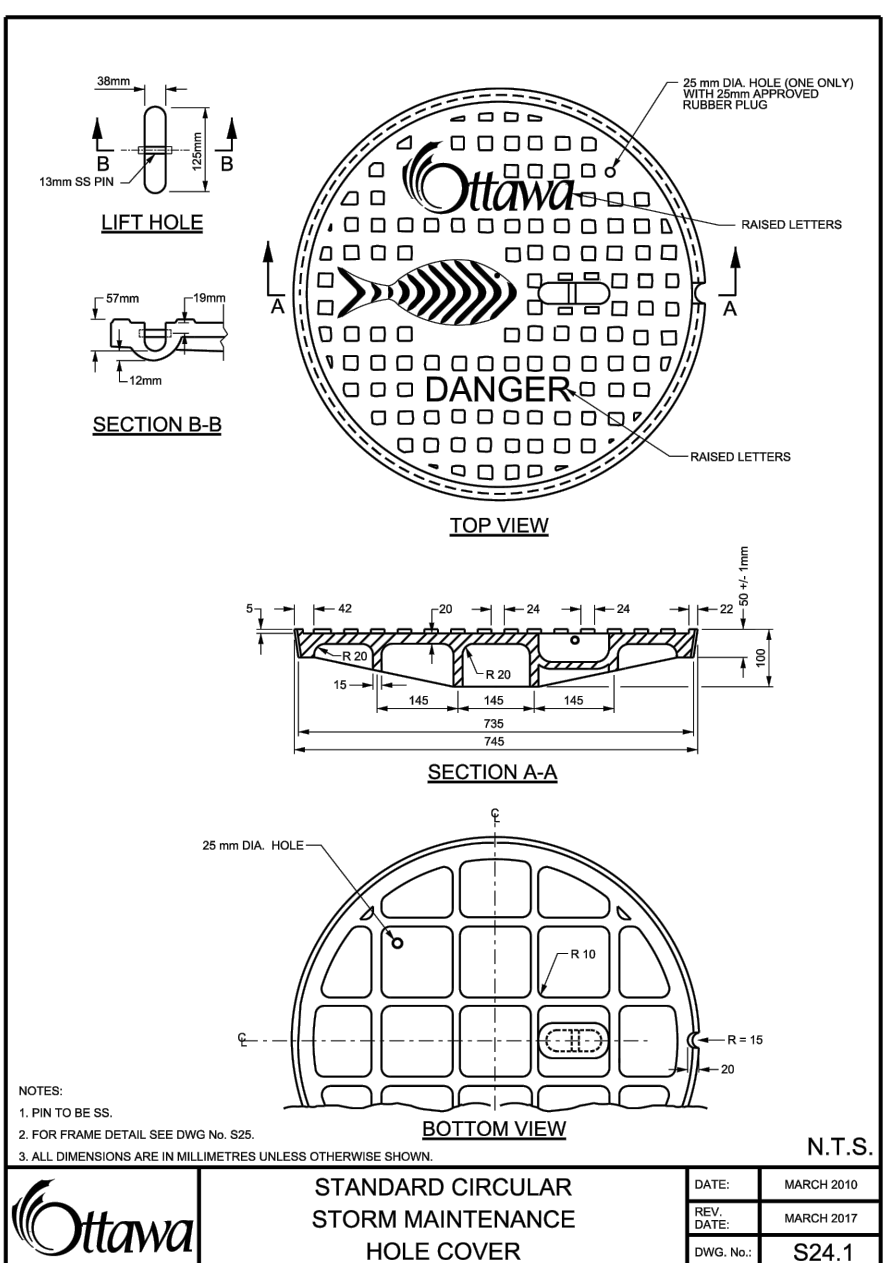 38mm
125mm
B
B
13mm SS PIN
LIFT HOLE
25 mm DIA. HOLE (ONE ONLY)
WITH 25mm APPROVED
RUBBER PLUG
Ottawa
RAISED LETTERS
A
A
DANGER
RAISED LETTERS
TOP VIEW
57mm
19mm
12mm
SECTION B-B
5
42
20
24
24
22
50 +/- 1mm
100
R 20
R 20
15
145
145
145
735
745
SECTION A-A
℄
25 mm DIA. HOLE
R 10
℄
R = 15
20
BOTTOM VIEW
NOTES:
1. PIN TO BE SS.
2. FOR FRAME DETAIL SEE DWG No. S25.
3. ALL DIMENSIONS ARE IN MILLIMETRES UNLESS OTHERWISE SHOWN.
N.T.S.
Ottawa
STANDARD CIRCULAR
STORM MAINTENANCE
HOLE COVER
DATE: MARCH 2010
REV.
DATE: MARCH 2017
DWG. No.: S24.1